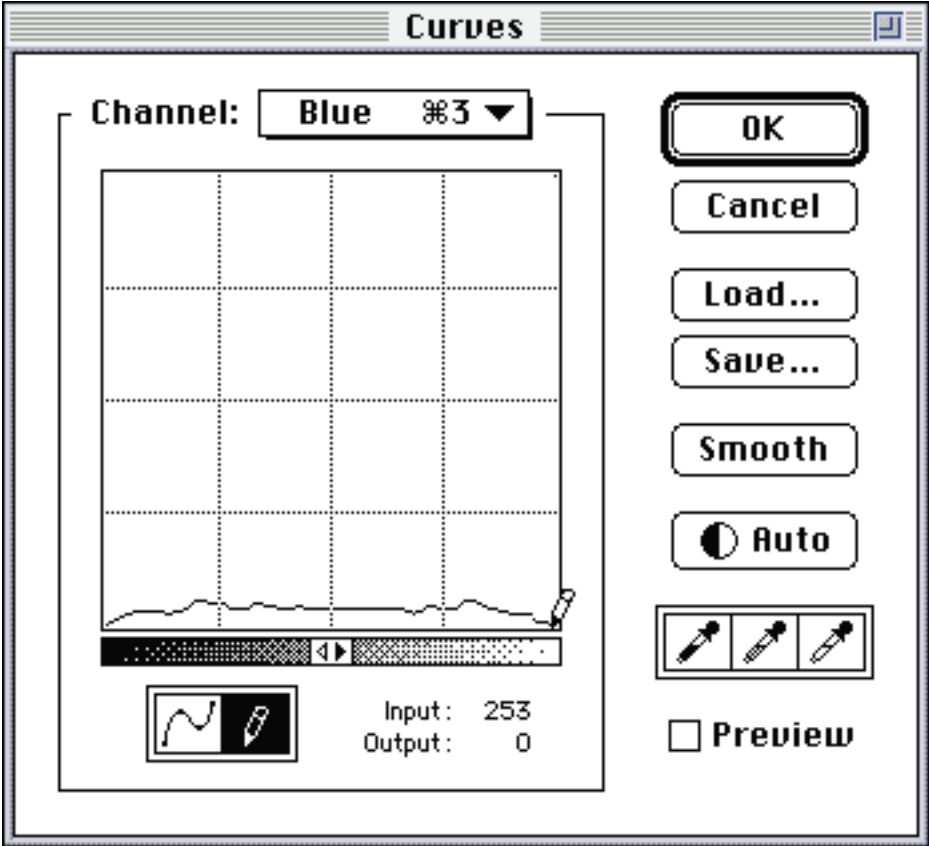 Curves
Channel: Blue ⌘3
OK
Cancel
Load...
Save...
Smooth
Auto
Input: 253
Output: 0
Preview